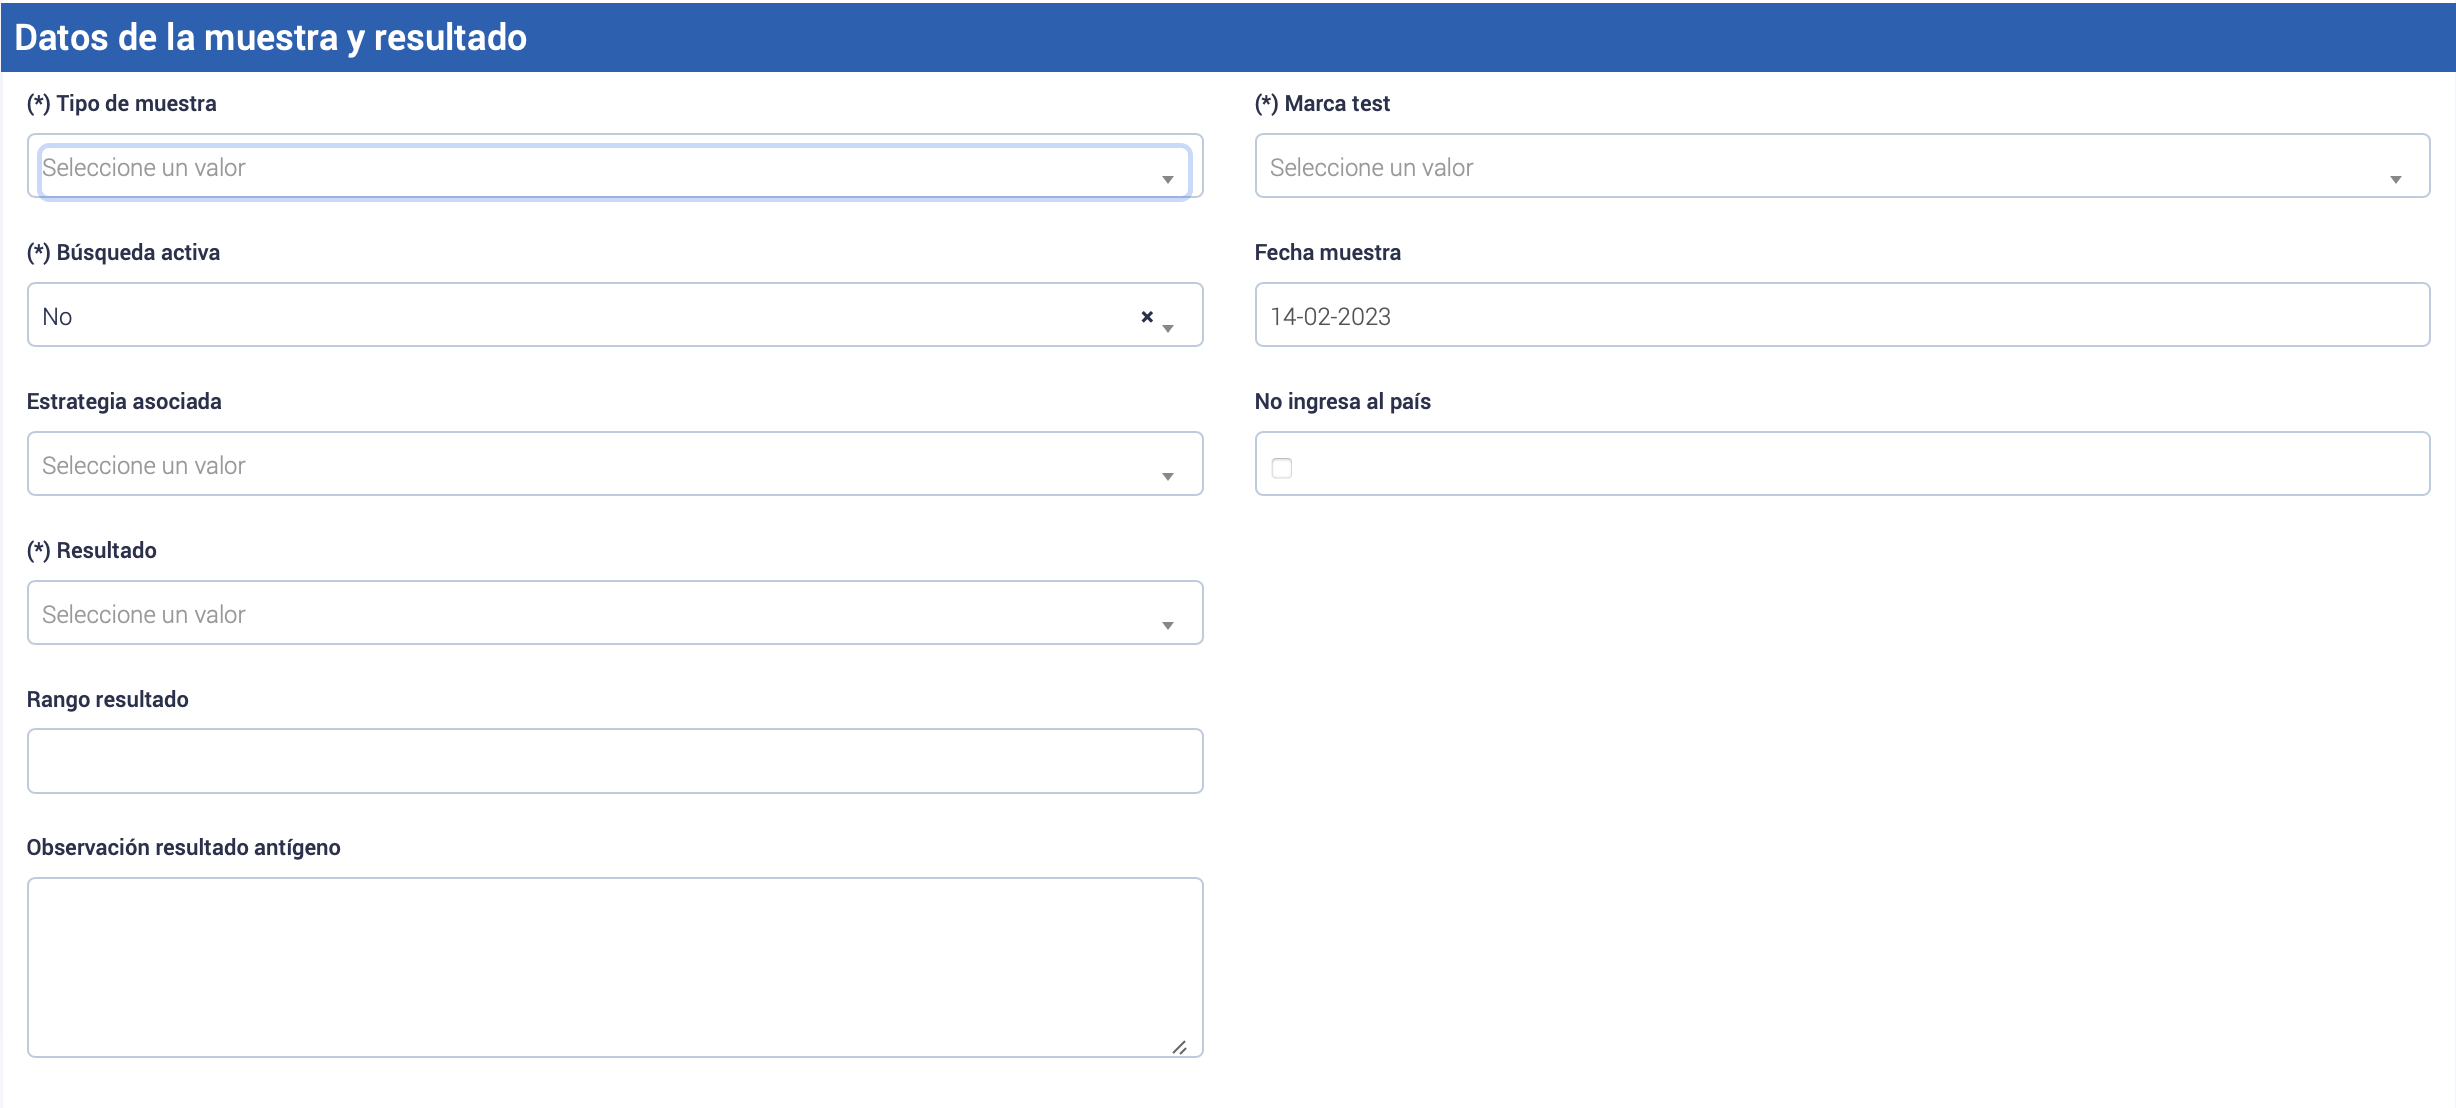 Datos de la muestra y resultado
(*) Tipo de muestra
Seleccione un valor
(*) Marca test
Seleccione un valor
(*) Búsqueda activa
No ×
Fecha muestra
14-02-2023
Estrategia asociada
Seleccione un valor
No ingresa al país
(*) Resultado
Seleccione un valor
Rango resultado
Observación resultado antígeno